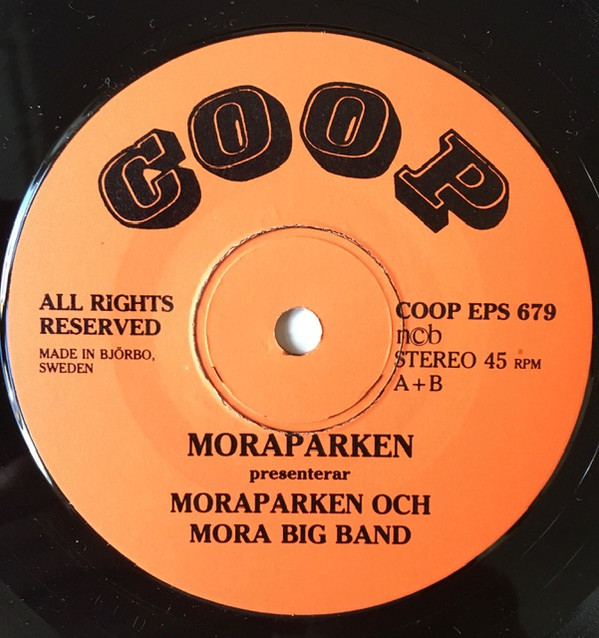 COOP
ALL RIGHTS
RESERVED
MADE IN BJÖRBO,
SWEDEN
COOP EPS 679
n©b
STEREO 45 RPM
A+B
MORAPARKEN
presenterar
MORAPARKEN OCH
MORA BIG BAND